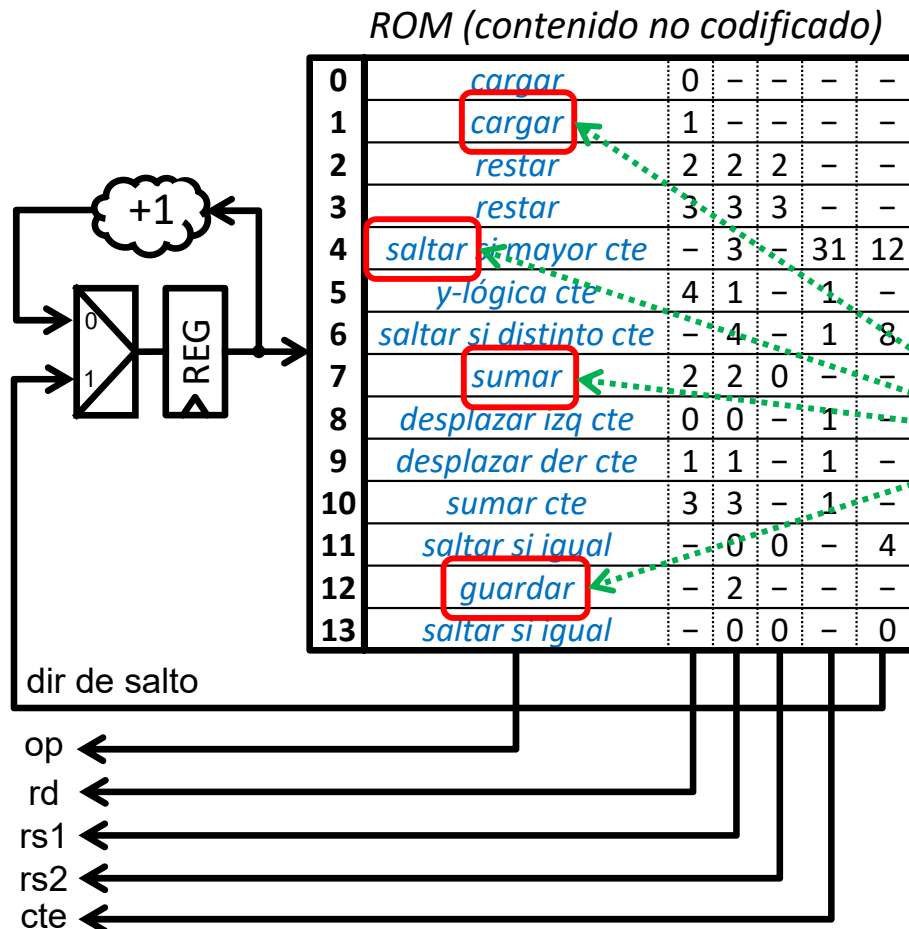 ROM (contenido no codificado)
0 cargar 0 – – – –
1 cargar 1 – – – –
2 restar 2 2 2 – –
3 restar 3 3 3 – –
4 saltar si mayor cte – 3 – 31 12
5 y-lógica cte 4 1 – 1 –
6 saltar si distinto cte – 4 – 1 8
7 sumar 2 2 0 – –
8 desplazar izq cte 0 0 – 1 –
9 desplazar der cte 1 1 – 1 –
10 sumar cte 3 3 – 1 –
11 saltar si igual – 0 0 – 4
12 guardar – 2 – – –
13 saltar si igual – 0 0 – 0
+1
0
1
REG
dir de salto
op
rd
rs1
rs2
cte